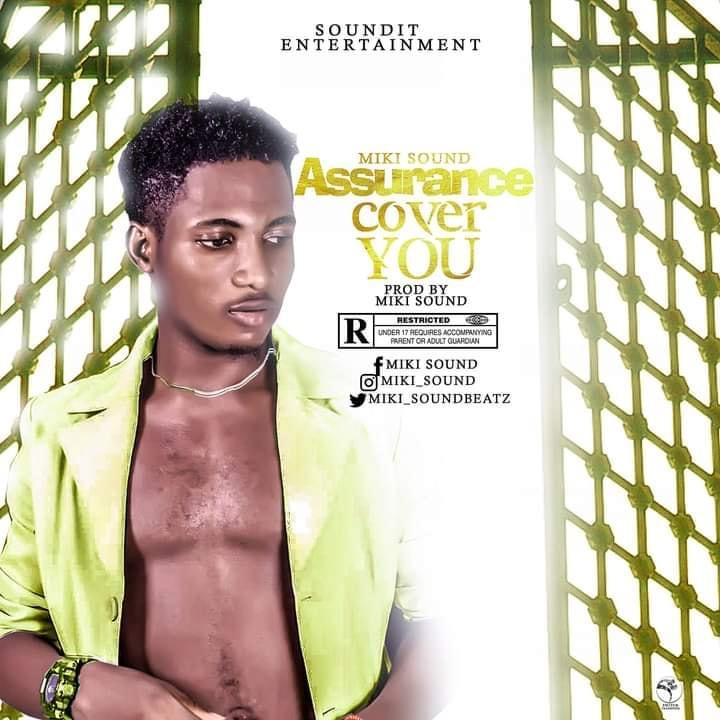 SOUNDIT
ENTERTAINMENT
MIKI SOUND
Assurance
cover
YOU
PROD BY
MIKI SOUND
R
RESTRICTED
UNDER 17 REQUIRES ACCOMPANYING
PARENT OR ADULT GUARDIAN
MIKI SOUND
MIKI_SOUND
MIKI_SOUNDBEATZ